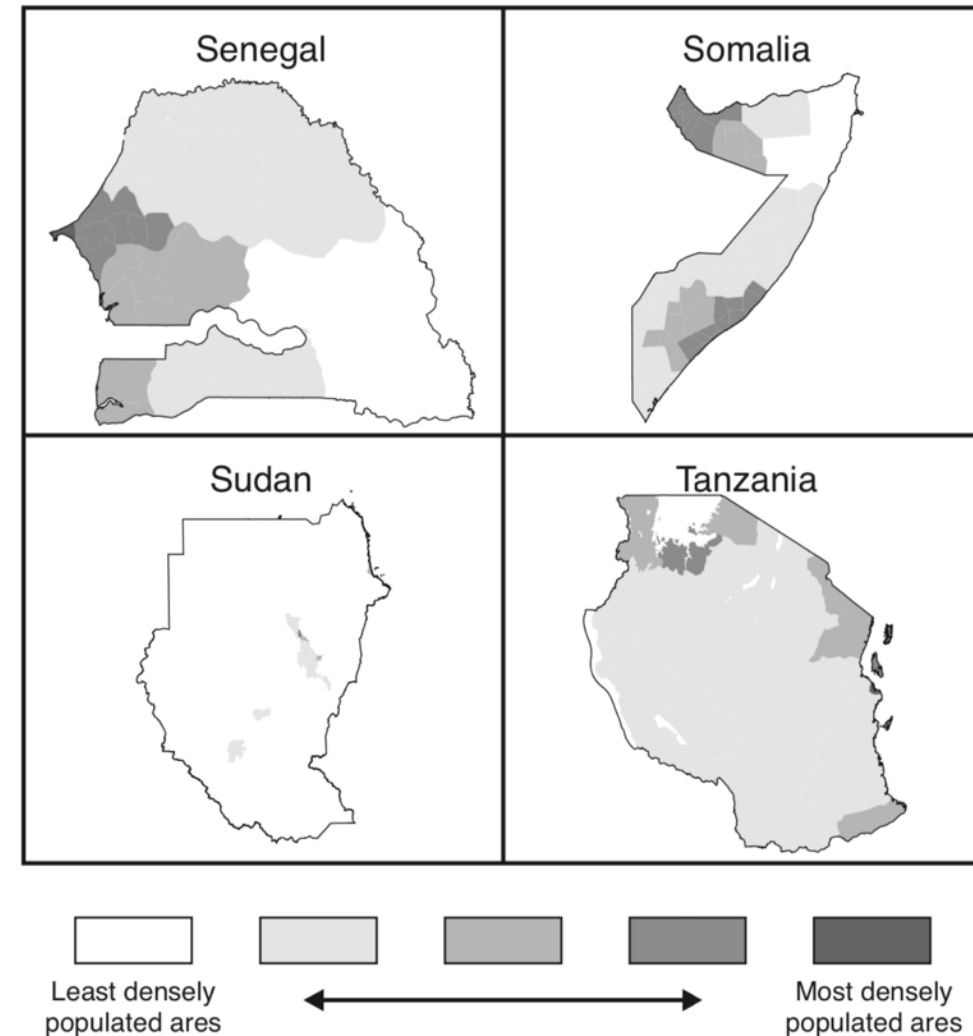 Senegal
Somalia
Sudan
Tanzania
Least densely
populated ares
Most densely
populated ares